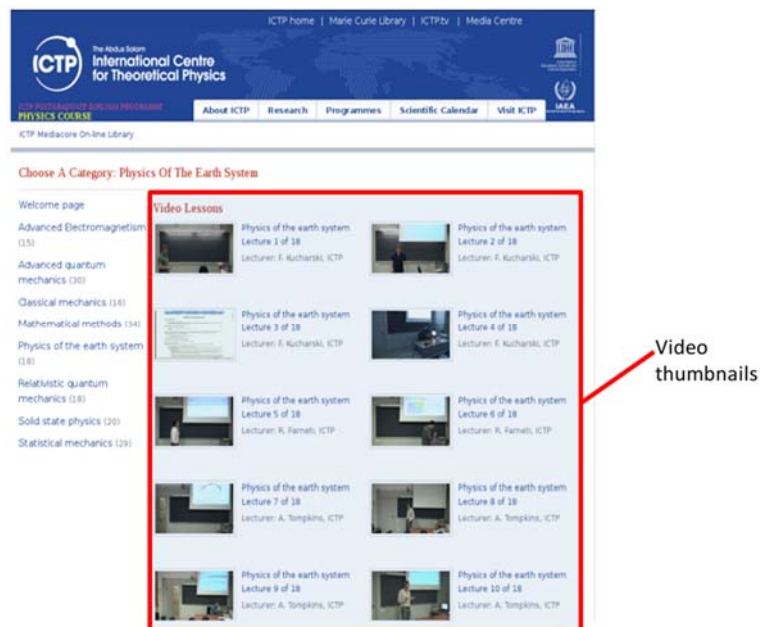 ICTP home | Marie Curie Library | ICTP.tv | Media Centre
ICTP
The Abdus Salam
International Centre
for Theoretical Physics
IAEA
ICTP POSTGRADUATE DIPLOMA PROGRAMME
PHYSICS COURSE
About ICTP Research Programmes Scientific Calendar Visit ICTP
ICTP Mediacore On-line Library
Choose A Category: Physics Of The Earth System
Welcome page
Advanced Electromagnetism
(15)
Advanced quantum
mechanics (30)
Classical mechanics (16)
Mathematical methods (34)
Physics of the earth system
(18)
Relativistic quantum
mechanics (18)
Solid state physics (20)
Statistical mechanics (29)
Video Lessons
Physics of the earth system
Lecture 1 of 18
Lecturer: F. Kucharski, ICTP
Physics of the earth system
Lecture 2 of 18
Lecturer: F. Kucharski, ICTP
Physics of the earth system
Lecture 3 of 18
Lecturer: F. Kucharski, ICTP
Physics of the earth system
Lecture 4 of 18
Lecturer: F. Kucharski, ICTP
Physics of the earth system
Lecture 5 of 18
Lecturer: R. Farneti, ICTP
Physics of the earth system
Lecture 6 of 18
Lecturer: R. Farneti, ICTP
Physics of the earth system
Lecture 7 of 18
Lecturer: A. Tompkins, ICTP
Physics of the earth system
Lecture 8 of 18
Lecturer: A. Tompkins, ICTP
Physics of the earth system
Lecture 9 of 18
Lecturer: A. Tompkins, ICTP
Physics of the earth system
Lecture 10 of 18
Lecturer: A. Tompkins, ICTP
Video
thumbnails